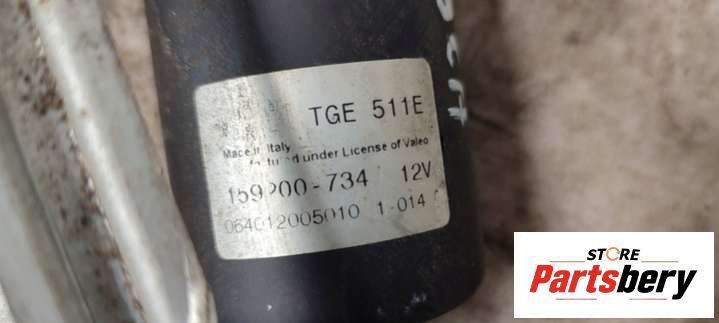 TGE 511E
Made in Italy
under License of Valeo
159200-734 12V
064012005010 1-014
STORE
Partsbery